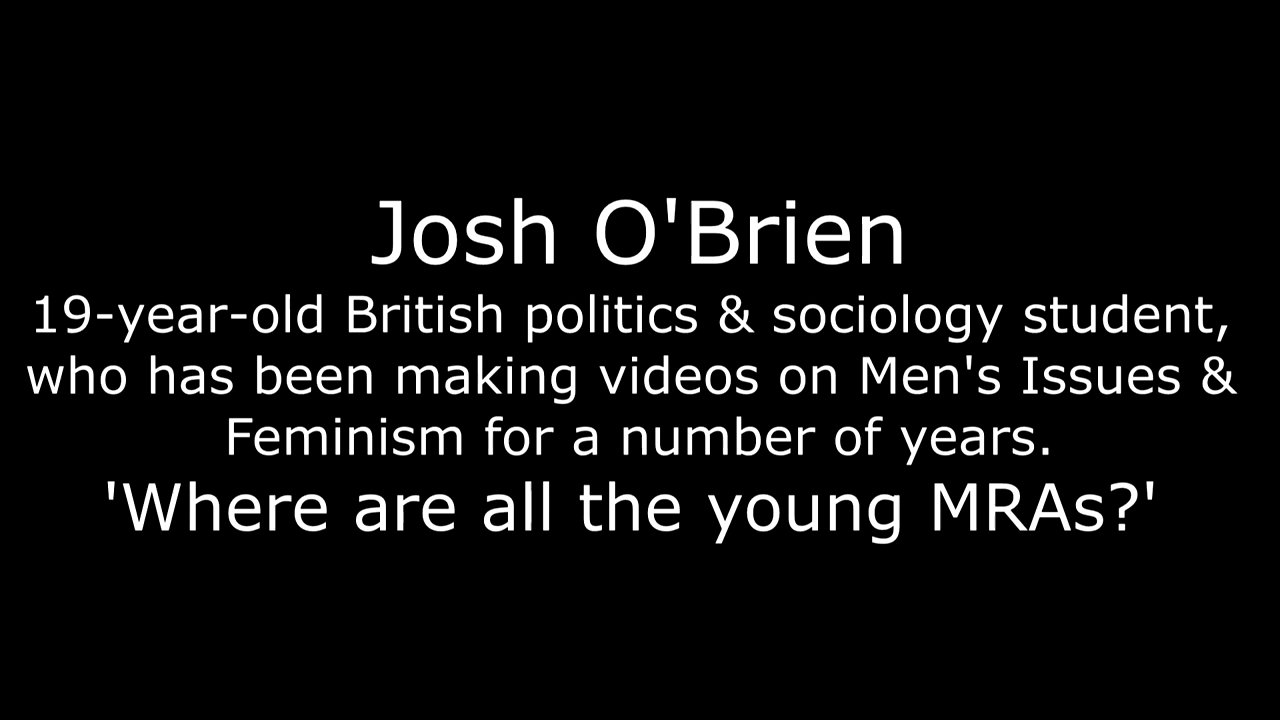 Josh O'Brien
19-year-old British politics & sociology student,
who has been making videos on Men's Issues &
Feminism for a number of years.
'Where are all the young MRAs?'